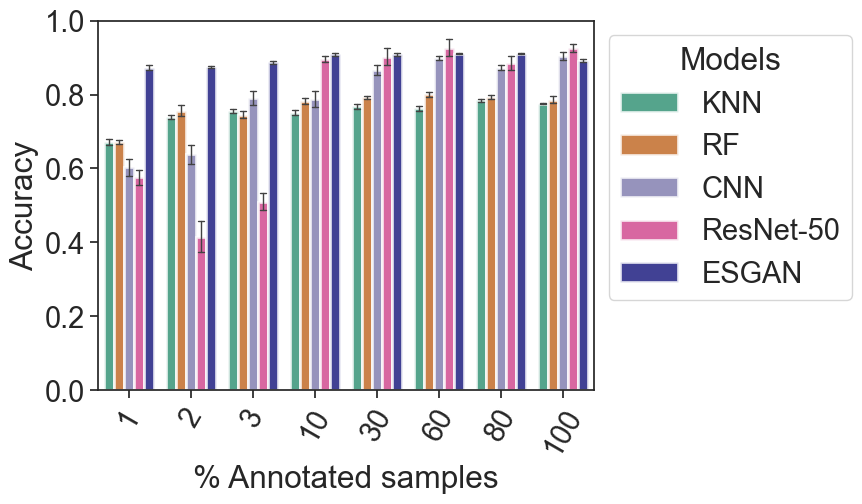 1.0
0.8
0.6
0.4
0.2
0.0
Accuracy
1
2
3
10
30
60
80
100
% Annotated samples
Models
KNN
RF
CNN
ResNet-50
ESGAN